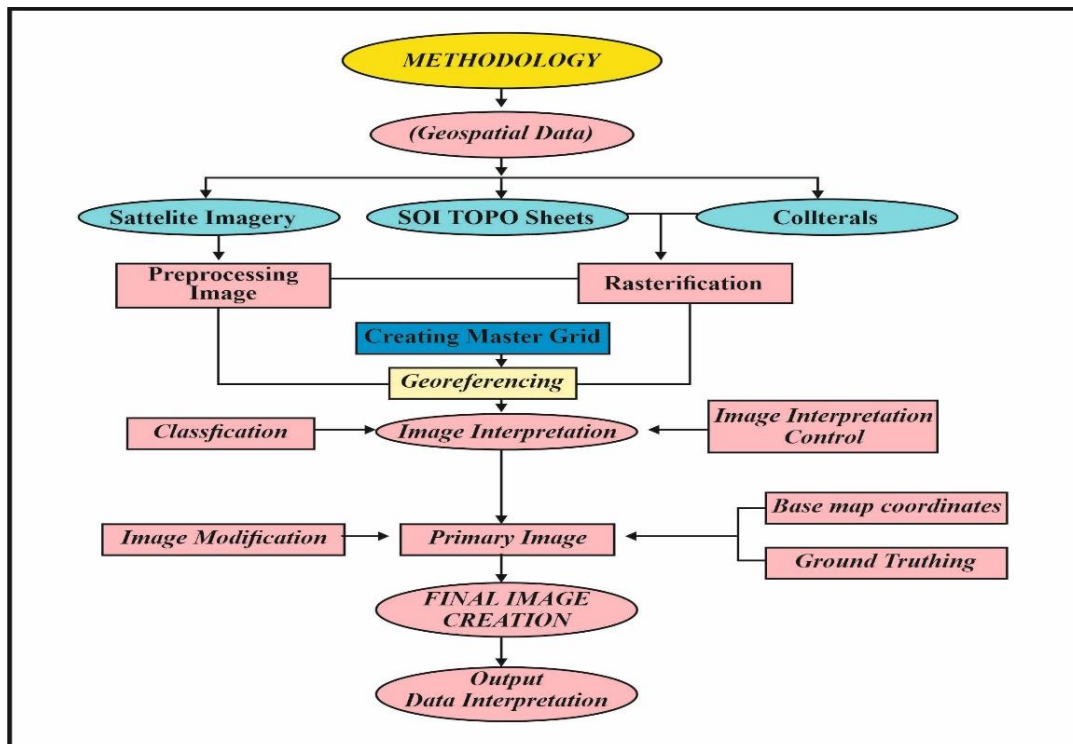 METHODOLOGY
(Geospatial Data)
Sattelite Imagery
SOI TOPO Sheets
Collterals
Preprocessing
Image
Rasterification
Creating Master Grid
Georeferencing
Classfication
Image Interpretation
Image Interpretation
Control
Base map coordinates
Image Modification
Primary Image
Ground Truthing
FINAL IMAGE
CREATION
Output
Data Interpretation